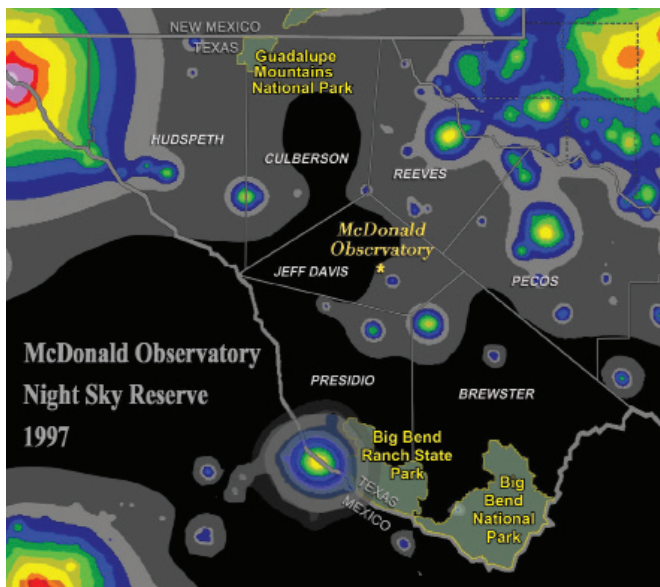 NEW MEXICO
TEXAS
Guadalupe
Mountains
National Park
HUDSPETH
CULBERSON
REEVES
McDonald
Observatory
*
JEFF DAVIS
PECOS
McDonald Observatory
Night Sky Reserve
1997
PRESIDIO
BREWSTER
Big Bend
Ranch State
Park
TEXAS
MEXICO
Big
Bend
National
Park